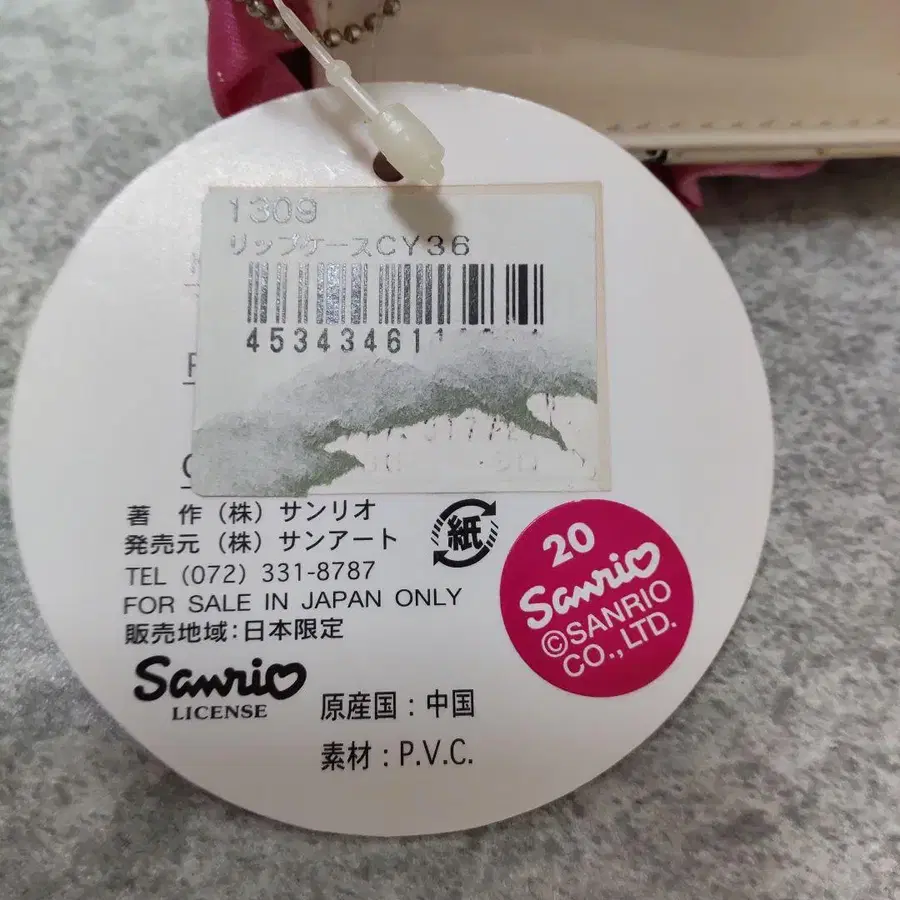 1309
リップケースCY36
著 作 (株) サンリオ
発売元 (株) サンアート
TEL (072) 331-8787
FOR SALE IN JAPAN ONLY
販売地域:日本限定
Sanrio
LICENSE
原産国:中国
素材:P.V.C.
紙
20
Sanrio
©SANRIO
CO.,LTD.